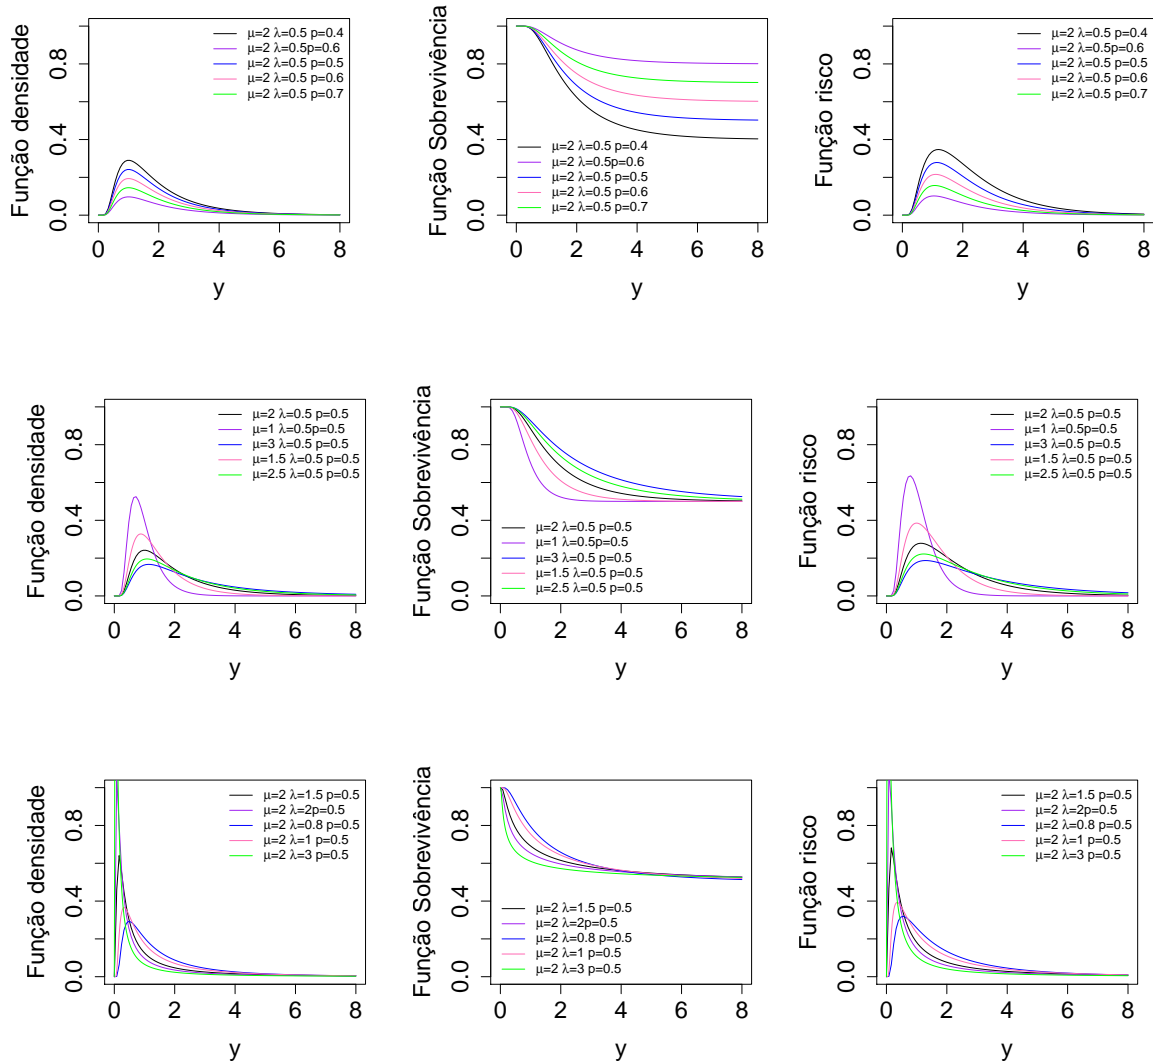 Função densidade
0.0 0.4 0.8
μ=2 λ=0.5 p=0.4
μ=2 λ=0.5p=0.6
μ=2 λ=0.5 p=0.5
μ=2 λ=0.5 p=0.6
μ=2 λ=0.5 p=0.7
0 2 4 6 8
y
Função Sobrevivência
0.0 0.4 0.8
μ=2 λ=0.5 p=0.4
μ=2 λ=0.5p=0.6
μ=2 λ=0.5 p=0.5
μ=2 λ=0.5 p=0.6
μ=2 λ=0.5 p=0.7
0 2 4 6 8
y
Função risco
0.0 0.4 0.8
μ=2 λ=0.5 p=0.4
μ=2 λ=0.5p=0.6
μ=2 λ=0.5 p=0.5
μ=2 λ=0.5 p=0.6
μ=2 λ=0.5 p=0.7
0 2 4 6 8
y
Função densidade
0.0 0.4 0.8
μ=2 λ=0.5 p=0.5
μ=1 λ=0.5p=0.5
μ=3 λ=0.5 p=0.5
μ=1.5 λ=0.5 p=0.5
μ=2.5 λ=0.5 p=0.5
0 2 4 6 8
y
Função Sobrevivência
0.0 0.4 0.8
μ=2 λ=0.5 p=0.5
μ=1 λ=0.5p=0.5
μ=3 λ=0.5 p=0.5
μ=1.5 λ=0.5 p=0.5
μ=2.5 λ=0.5 p=0.5
0 2 4 6 8
y
Função risco
0.0 0.4 0.8
μ=2 λ=0.5 p=0.5
μ=1 λ=0.5p=0.5
μ=3 λ=0.5 p=0.5
μ=1.5 λ=0.5 p=0.5
μ=2.5 λ=0.5 p=0.5
0 2 4 6 8
y
Função densidade
0.0 0.4 0.8
μ=2 λ=1.5 p=0.5
μ=2 λ=2p=0.5
μ=2 λ=0.8 p=0.5
μ=2 λ=1 p=0.5
μ=2 λ=3 p=0.5
0 2 4 6 8
y
Função Sobrevivência
0.0 0.4 0.8
μ=2 λ=1.5 p=0.5
μ=2 λ=2p=0.5
μ=2 λ=0.8 p=0.5
μ=2 λ=1 p=0.5
μ=2 λ=3 p=0.5
0 2 4 6 8
y
Função risco
0.0 0.4 0.8
μ=2 λ=1.5 p=0.5
μ=2 λ=2p=0.5
μ=2 λ=0.8 p=0.5
μ=2 λ=1 p=0.5
μ=2 λ=3 p=0.5
0 2 4 6 8
y